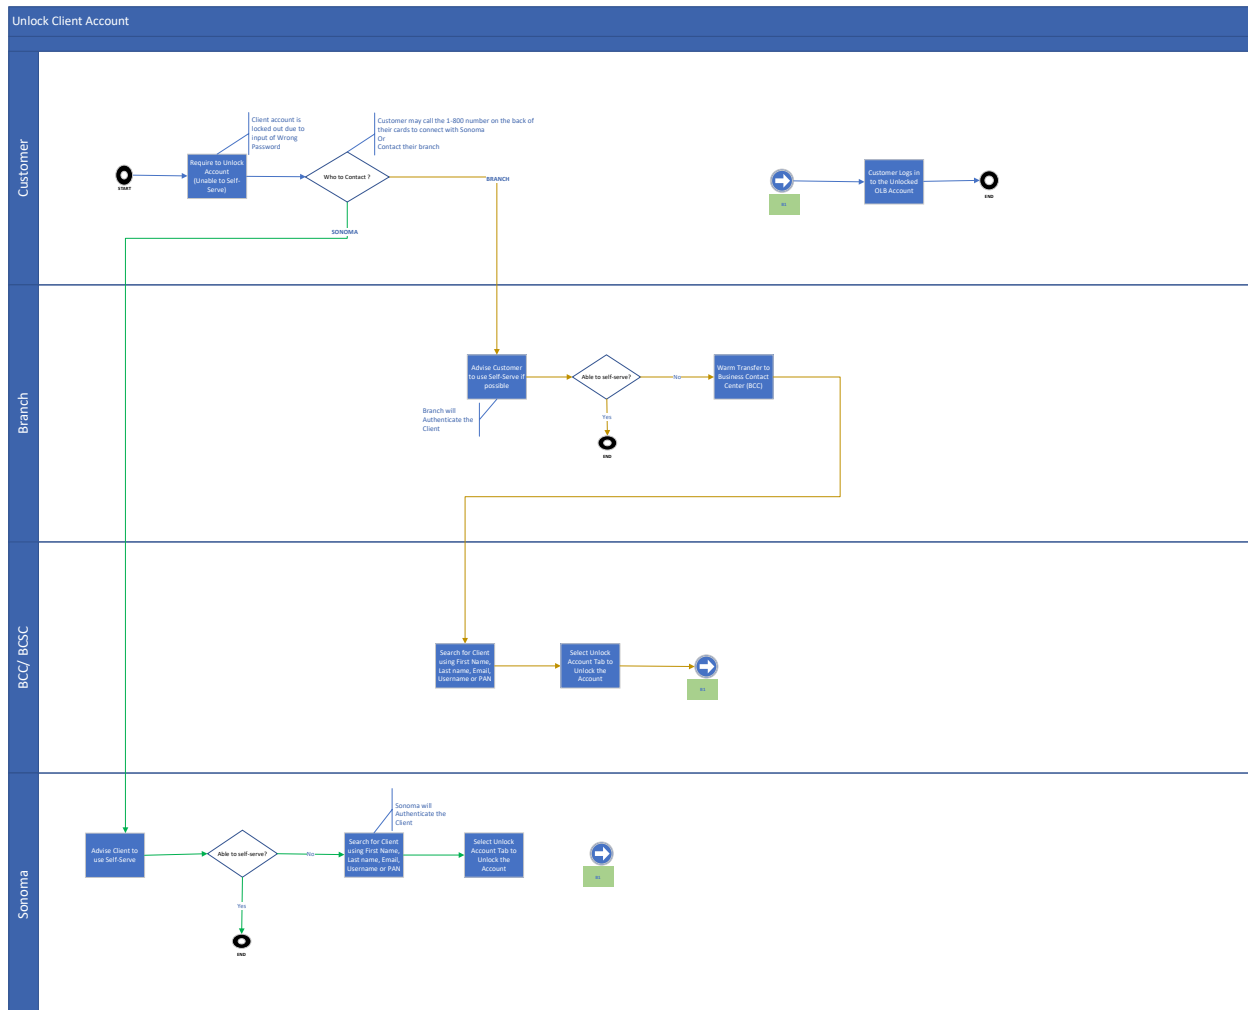 Unlock Client Account
Customer
Client account is
locked out due to
input of Wrong
Password
Customer may call the 1-800 number on the back of
their cards to connect with Sonoma
Or
Contact their branch
START
Require to Unlock
Account
(Unable to Self-
Serve)
Who to Contact ?
BRANCH
SONOMA
Customer Logs in
to the Unlocked
OLB Account
END
Branch
Advise Customer
to use Self-Serve if
possible
Able to self-serve?
No
Warm Transfer to
Business Contact
Center (BCC)
Branch will
Authenticate the
Client
Yes
END
BCC/ BCSC
Search for Client
using First Name,
Last name, Email,
Username or PAN
Select Unlock
Account Tab to
Unlock the
Account
Sonoma
Sonoma will
Authenticate the
Client
Advise Client to
use Self-Serve
Able to self-serve?
No
Search for Client
using First Name,
Last name, Email,
Username or PAN
Select Unlock
Account Tab to
Unlock the
Account
Yes
END